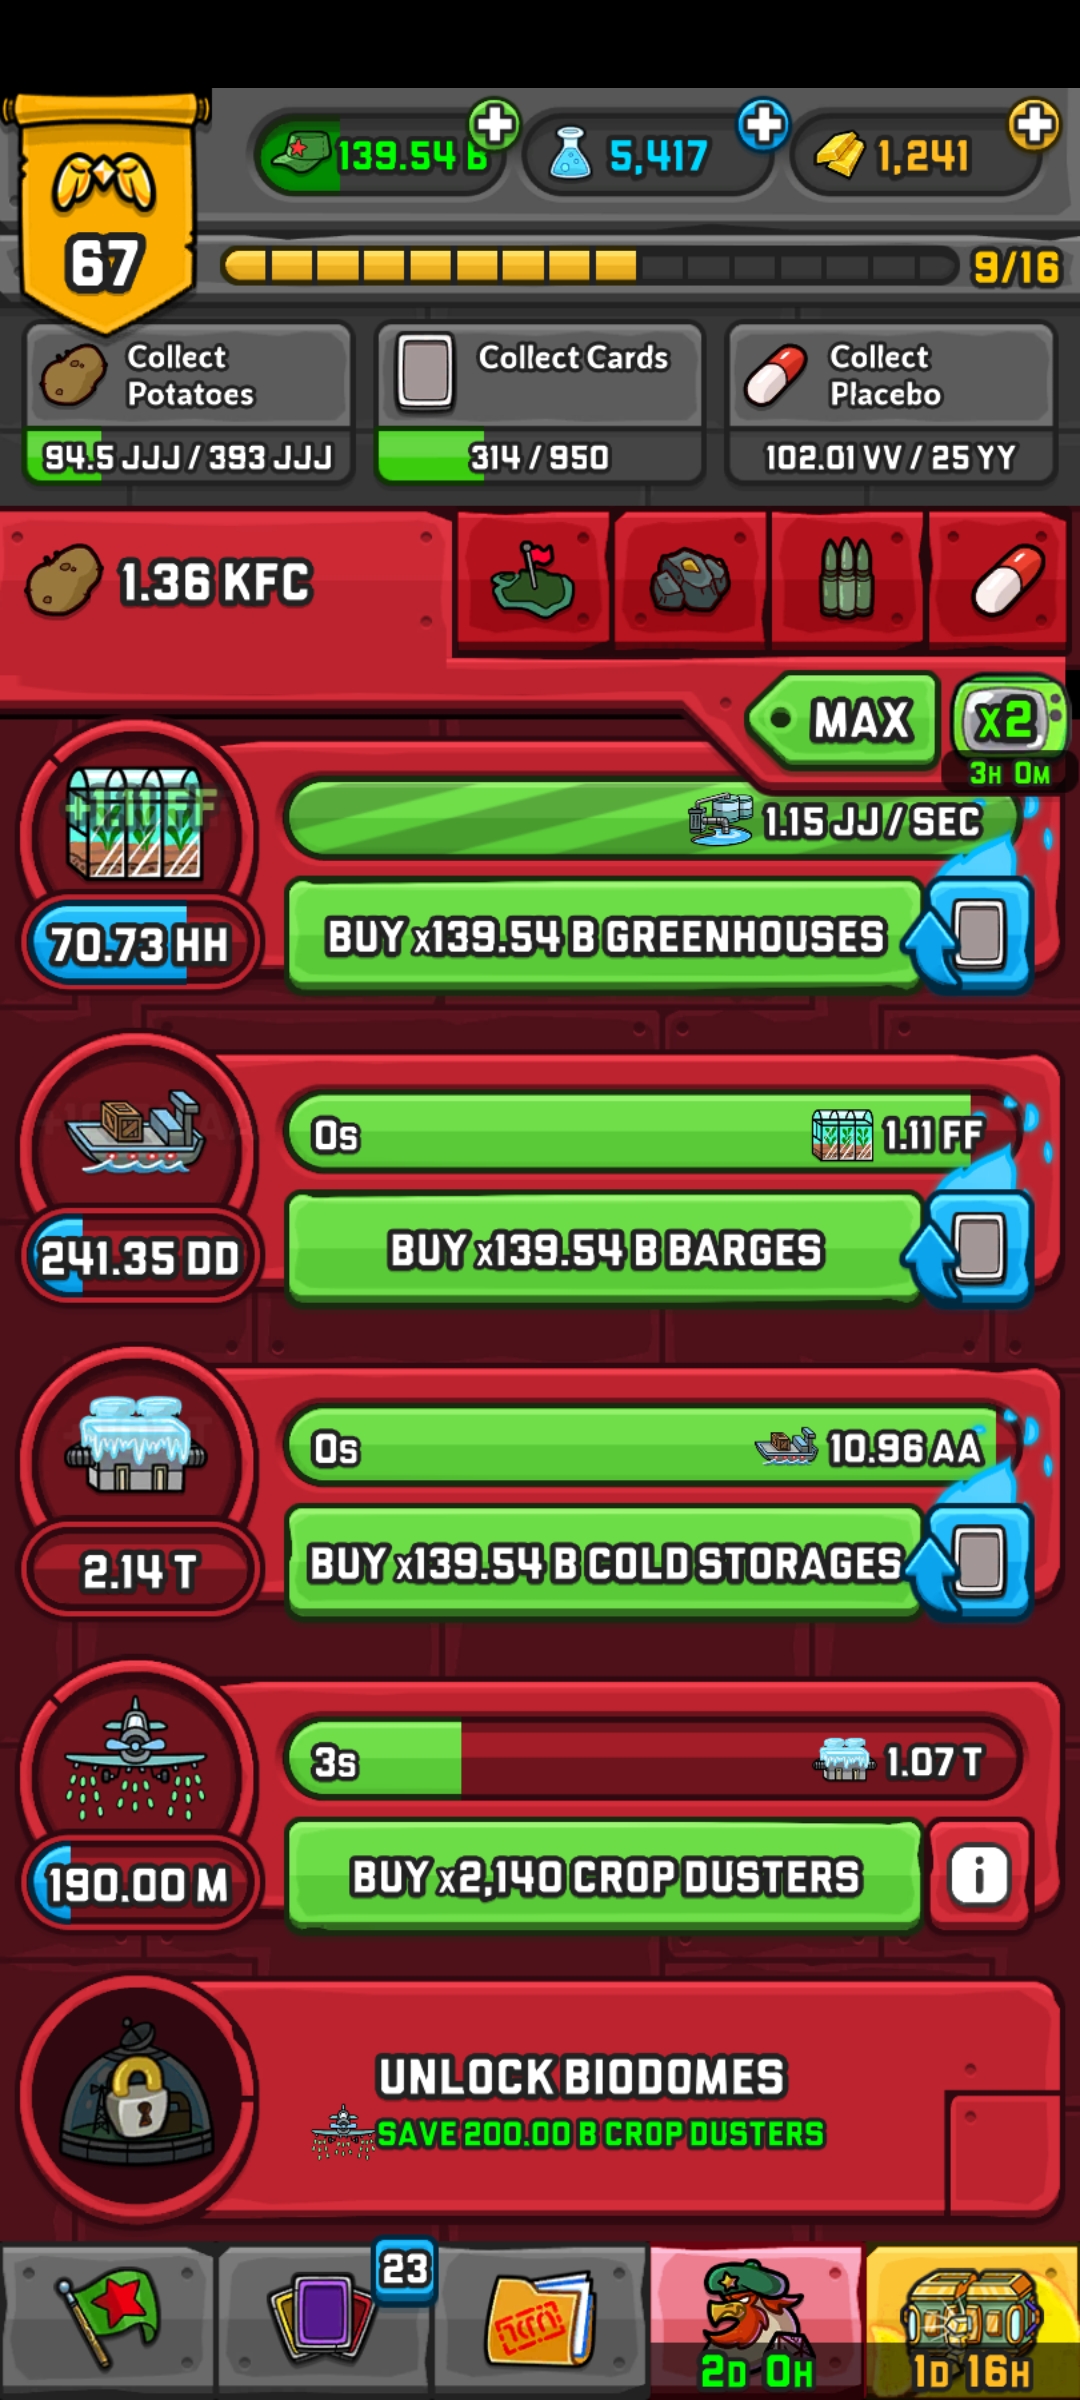 67
139.54 B
5,417
1,241
9/16
Collect
Potatoes
94.5 JJJ / 393 JJJ
Collect Cards
314 / 950
Collect
Placebo
102.01 VV / 25 YY
1.36 KFC
MAX
x2
3H 0M
+1.11 FF
1.15 JJ / SEC
70.73 HH
BUY x139.54 B GREENHOUSES
0s
1.11 FF
241.35 DD
BUY x139.54 B BARGES
0s
10.96 AA
2.14 T
BUY x139.54 B COLD STORAGES
3s
1.07 T
190.00 M
BUY x2,140 CROP DUSTERS
i
UNLOCK BIODOMES
SAVE 200.00 B CROP DUSTERS
23
2D 0H
1D 16H